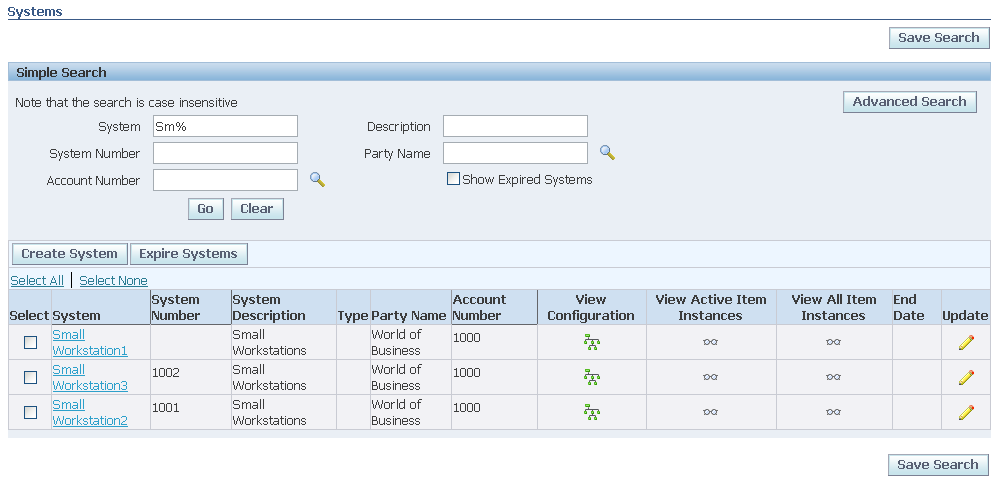 Systems
Save Search
Simple Search
Note that the search is case insensitive
Advanced Search
System Sm% Description
System Number Party Name
Account Number Show Expired Systems
Go Clear
Create System Expire Systems
Select All | Select None
Select System System Number System Description Type Party Name Account Number View Configuration View Active Item Instances View All Item Instances End Date Update
Small Workstation1 Small Workstations World of Business 1000
Small Workstation3 1002 Small Workstations World of Business 1000
Small Workstation2 1001 Small Workstations World of Business 1000
Save Search